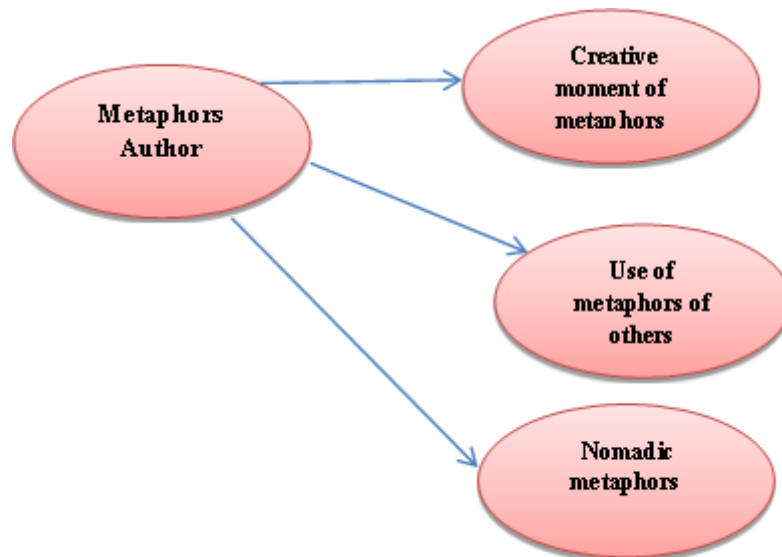 Metaphors
Author
Creative
moment of
metaphors
Use of
metaphors of
others
Nomadic
metaphors